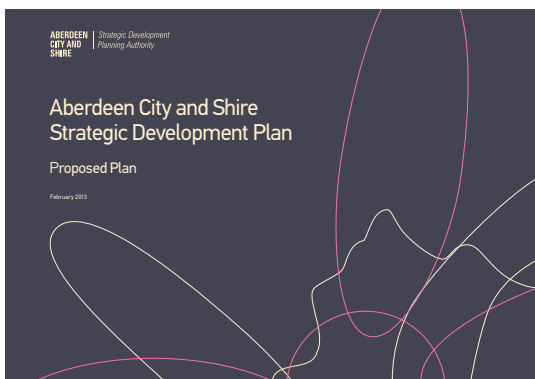 ABERDEEN
CITY AND
SHIRE
Strategic Development
Planning Authority
Aberdeen City and Shire
Strategic Development Plan
Proposed Plan
February 2013